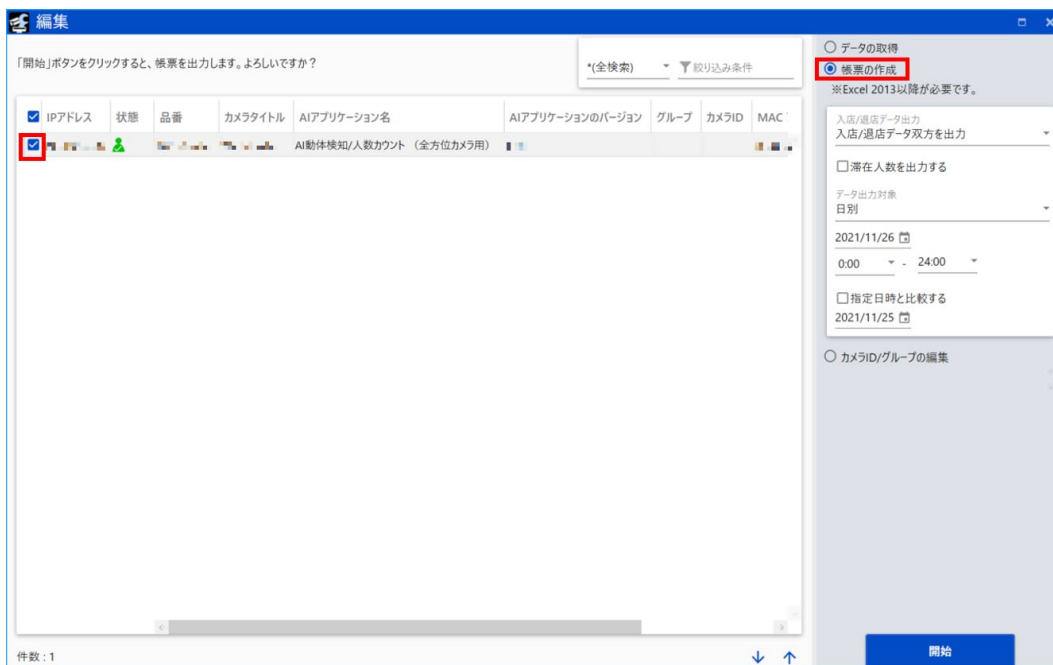 編集
「開始」ボタンをクリックすると、帳票を出力します。よろしいですか？
*(全検索) 絞り込み条件
IPアドレス 状態 品番 カメラタイトル AIアプリケーション名 AIアプリケーションのバージョン グループ カメラID MAC
AI動体検知/人数カウント （全方位カメラ用）
件数 : 1
データの取得
帳票の作成
※Excel 2013以降が必要です。
入店/退店データ出力
入店/退店データ双方を出力
滞在人数を出力する
データ出力対象
日別
2021/11/26
0:00 - 24:00
指定日時と比較する
2021/11/25
カメラID/グループの編集
開始